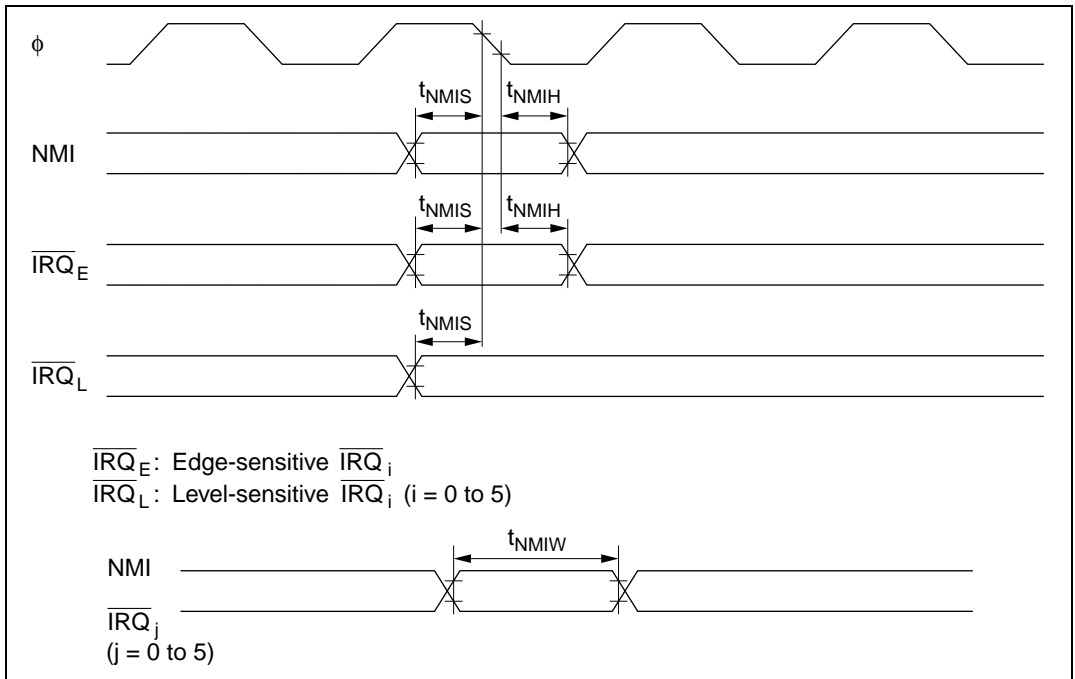 ϕ
tNMIS tNMIH
NMI
tNMIS tNMIH
IRQE
tNMIS
IRQL
IRQE: Edge-sensitive IRQi
IRQL: Level-sensitive IRQi (i = 0 to 5)
tNMIW
NMI
IRQj
(j = 0 to 5)